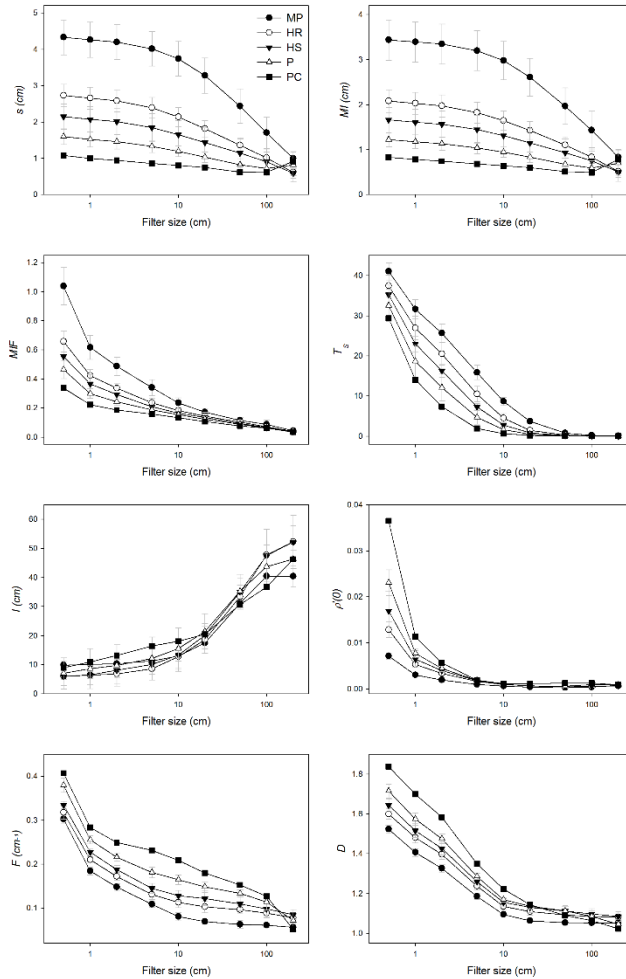 5
4
3
2
1
0
s (cm)
MP
HR
HS
P
PC
1 10 100
Filter size (cm)
4
3
2
1
0
MI (cm)
1 10 100
Filter size (cm)
1.2
1.0
0.8
0.6
0.4
0.2
0.0
MIF
1 10 100
Filter size (cm)
40
30
20
10
0
Ts
1 10 100
Filter size (cm)
60
50
40
30
20
10
0
l (cm)
1 10 100
Filter size (cm)
0.04
0.03
0.02
0.01
0.00
ρ'(0)
1 10 100
Filter size (cm)
0.4
0.3
0.2
0.1
F (cm⁻¹)
1 10 100
Filter size (cm)
1.8
1.6
1.4
1.2
1.0
D
1 10 100
Filter size (cm)